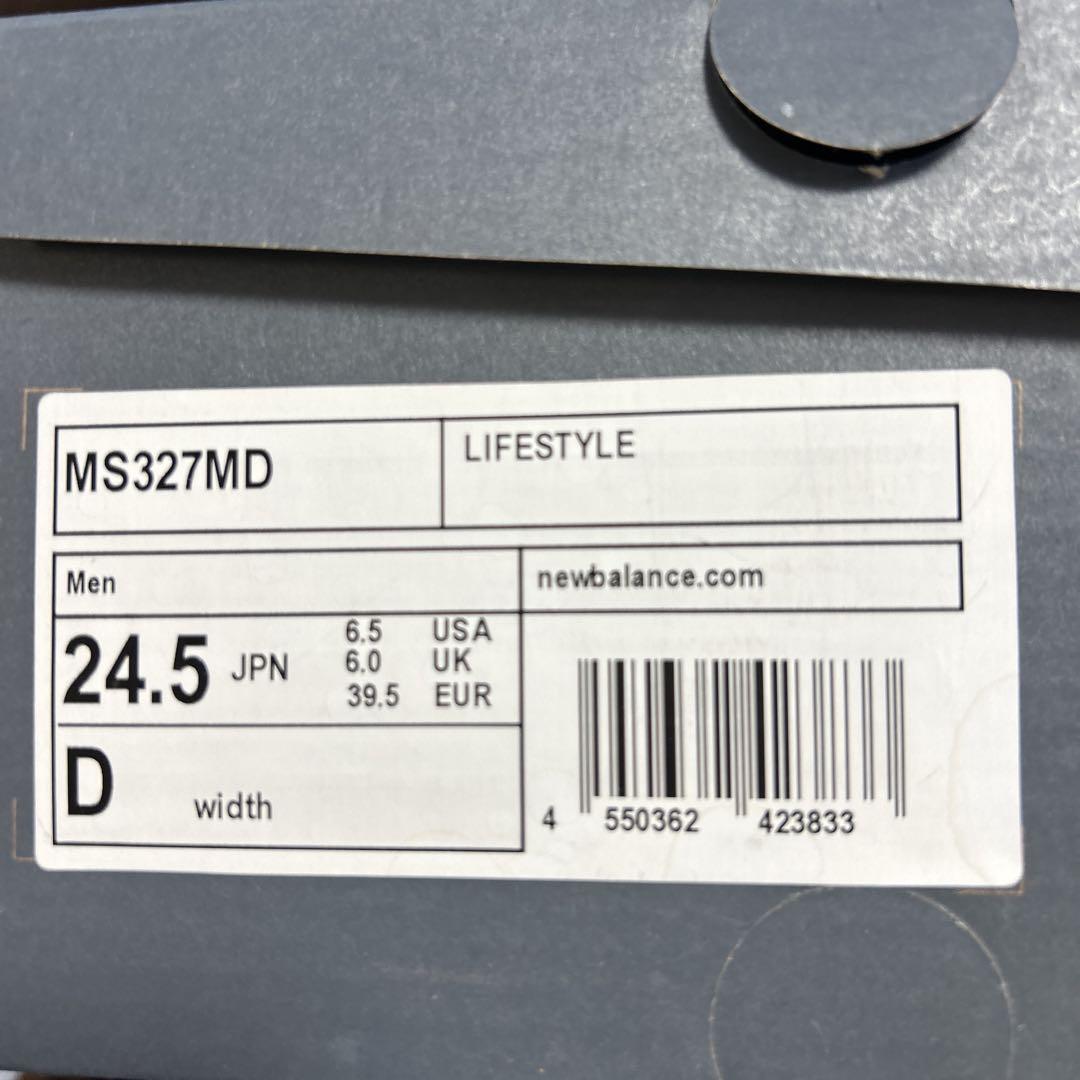 MS327MD
LIFESTYLE
Men
newbalance.com
24.5 JPN
6.5 USA
6.0 UK
39.5 EUR
D width
4 550362 423833